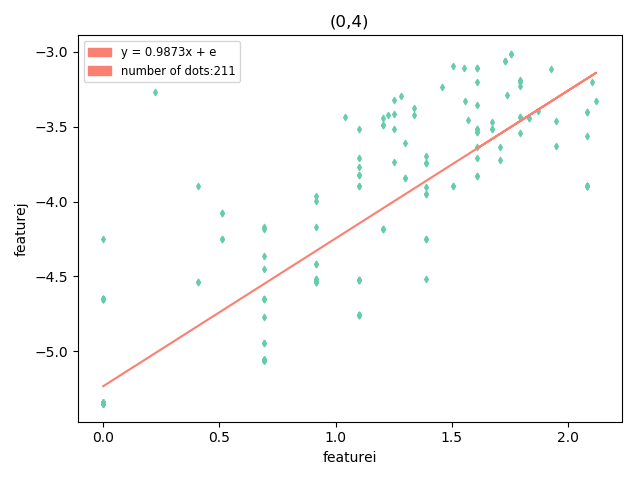 (0,4)
y = 0.9873x + e
number of dots:211
featurej
−3.0
−3.5
−4.0
−4.5
−5.0
0.0 0.5 1.0 1.5 2.0
featurei